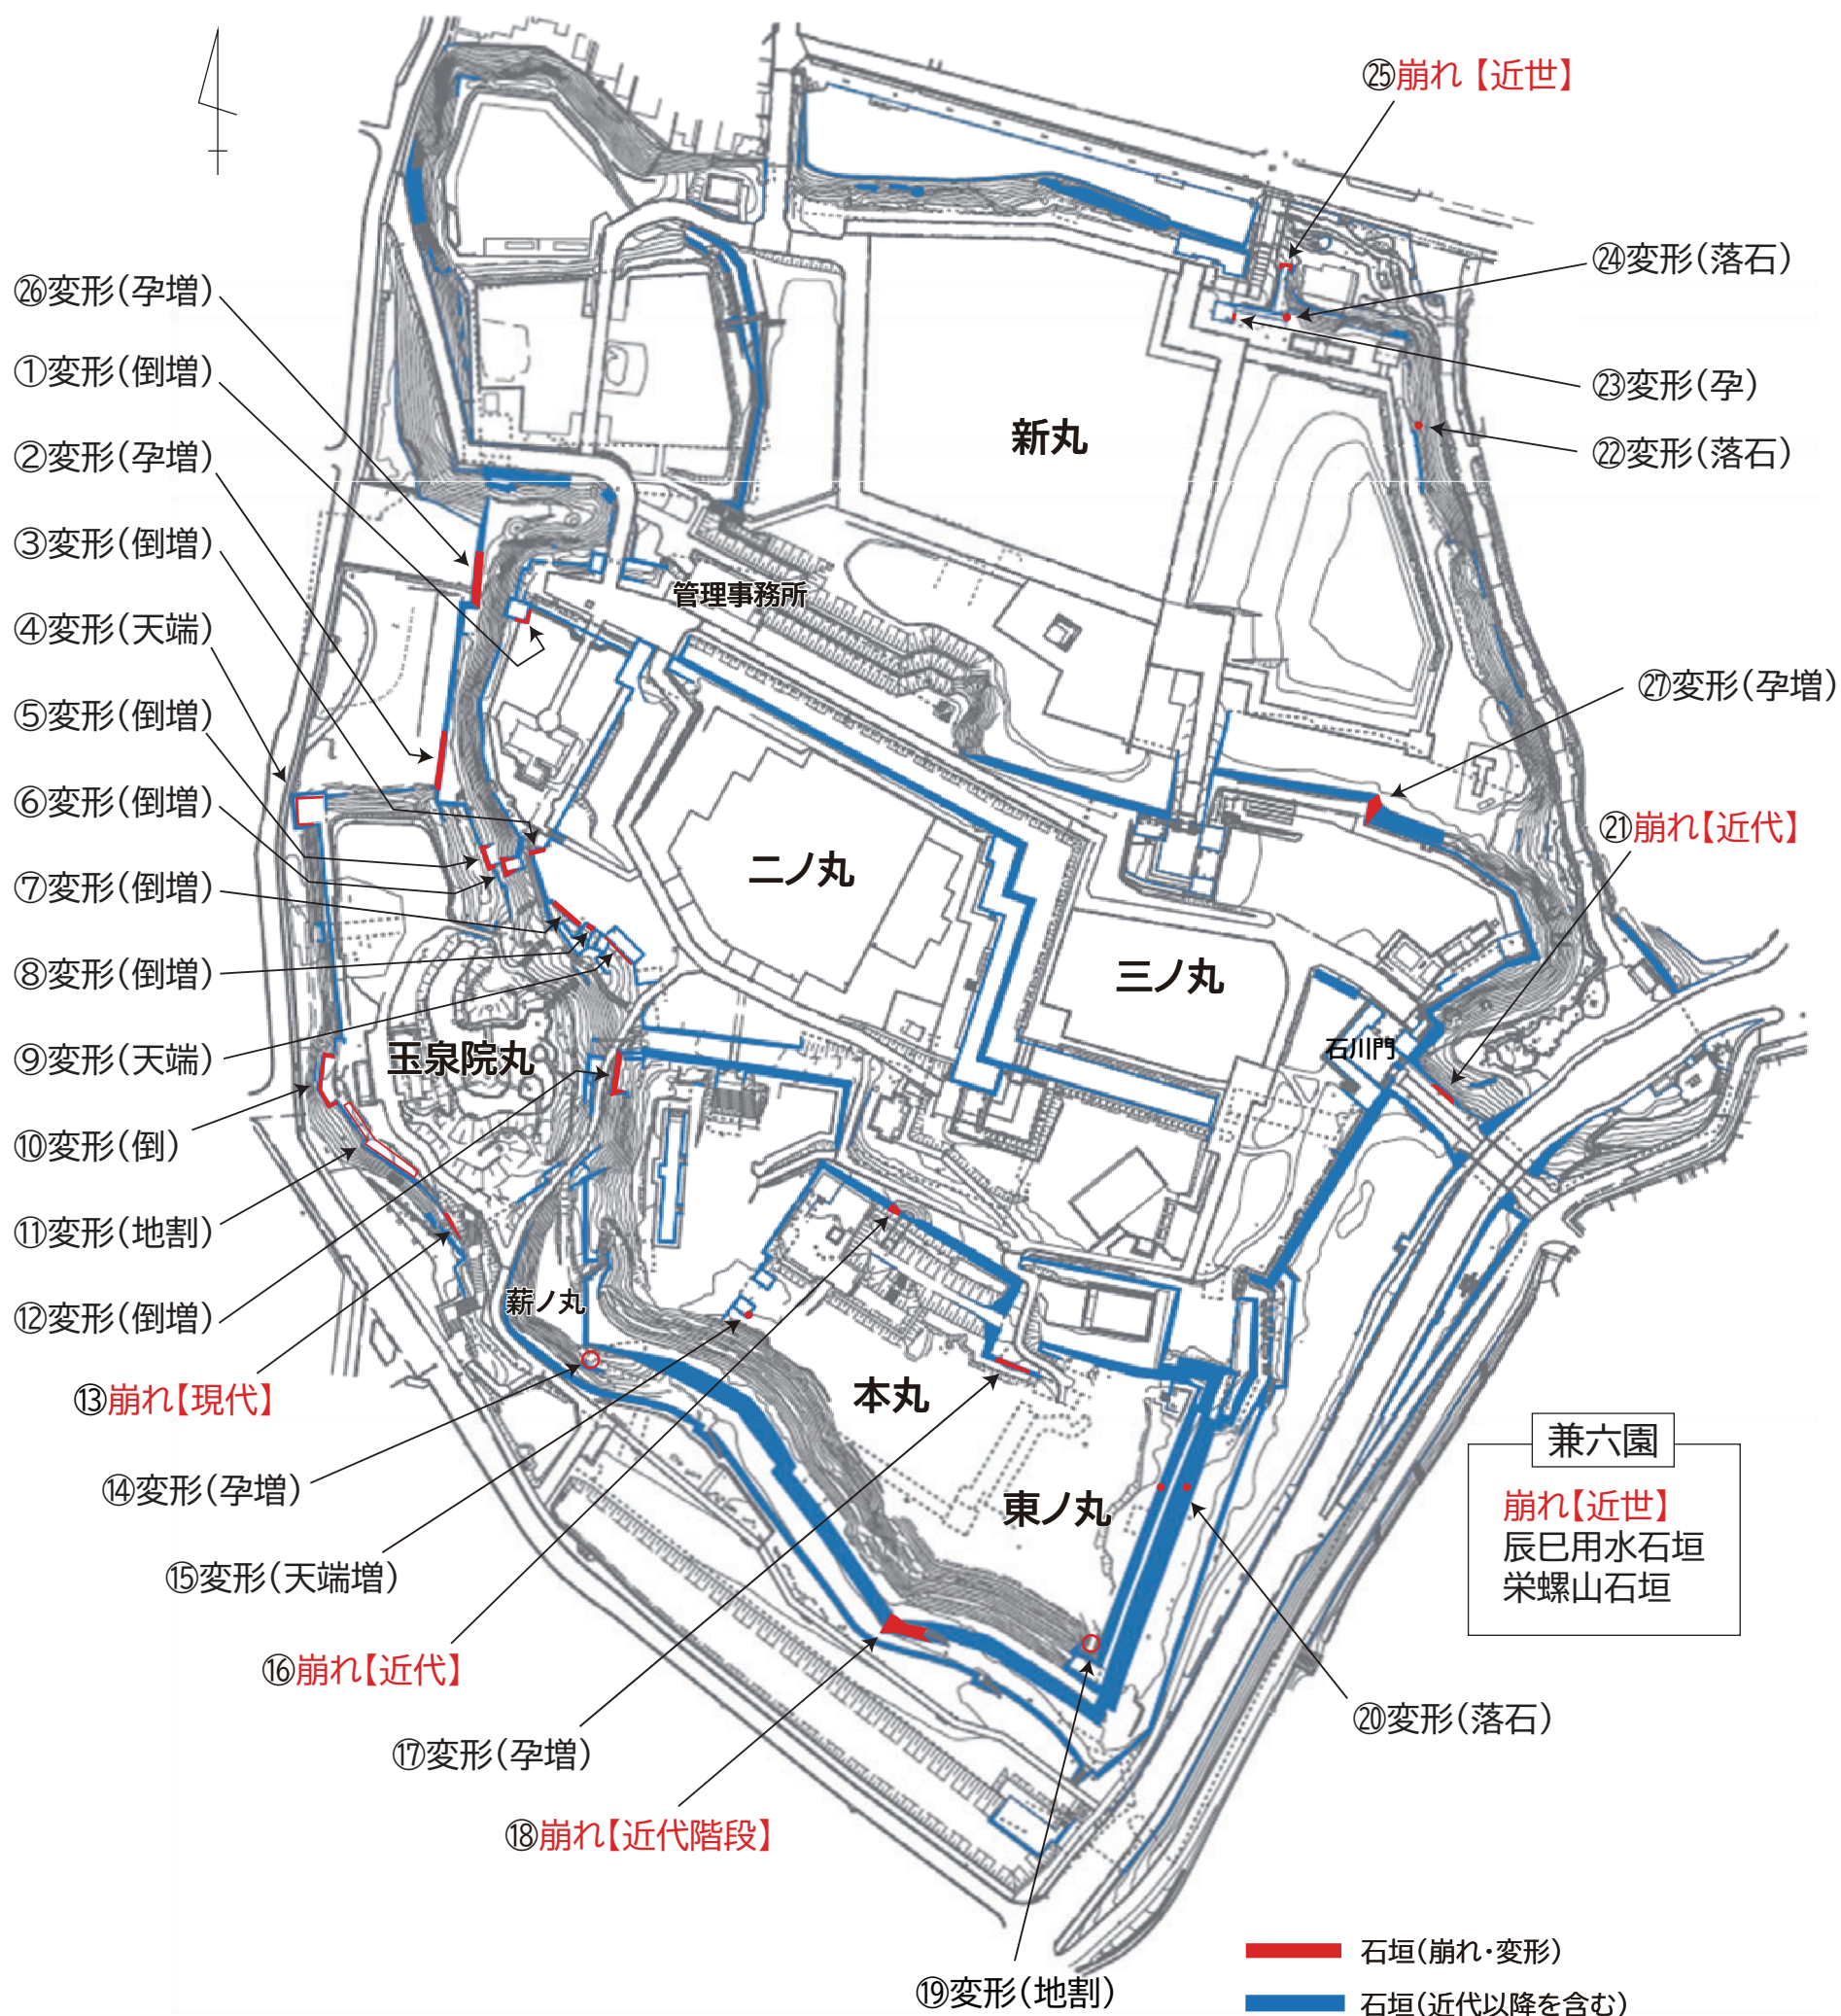 ㉕崩れ【近世】
㉔変形(落石)
㉖変形(孕増)
①変形(倒増)
㉓変形(孕)
新丸
㉒変形(落石)
②変形(孕増)
③変形(倒増)
管理事務所
④変形(天端)
㉗変形(孕増)
⑤変形(倒増)
⑥変形(倒増)
㉑崩れ【近代】
二ノ丸
⑦変形(倒増)
⑧変形(倒増)
三ノ丸
石川門
⑨変形(天端)
玉泉院丸
⑩変形(倒)
⑪変形(地割)
薪ノ丸
⑫変形(倒増)
⑬崩れ【現代】
本丸
兼六園
崩れ【近世】
辰巳用水石垣
栄螺山石垣
⑭変形(孕増)
東ノ丸
⑮変形(天端増)
⑯崩れ【近代】
⑳変形(落石)
⑰変形(孕増)
⑱崩れ【近代階段】
⑲変形(地割)
石垣(崩れ・変形)
石垣(近代以降を含む)